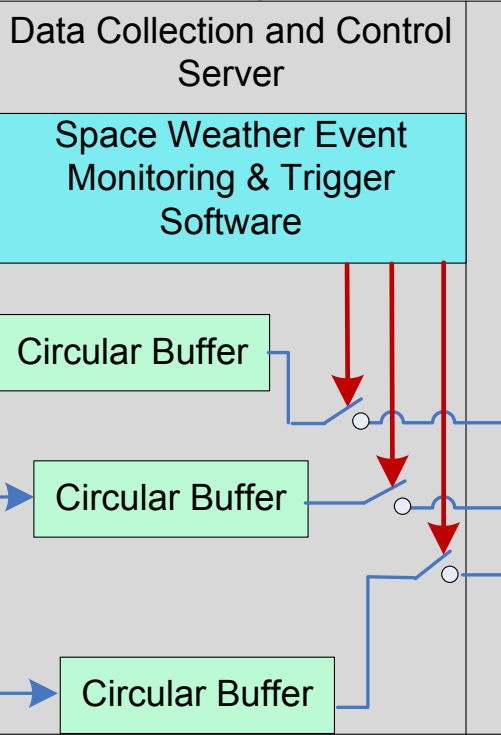 Data Collection and Control
Server
Space Weather Event
Monitoring & Trigger
Software
Circular Buffer
Circular Buffer
Circular Buffer